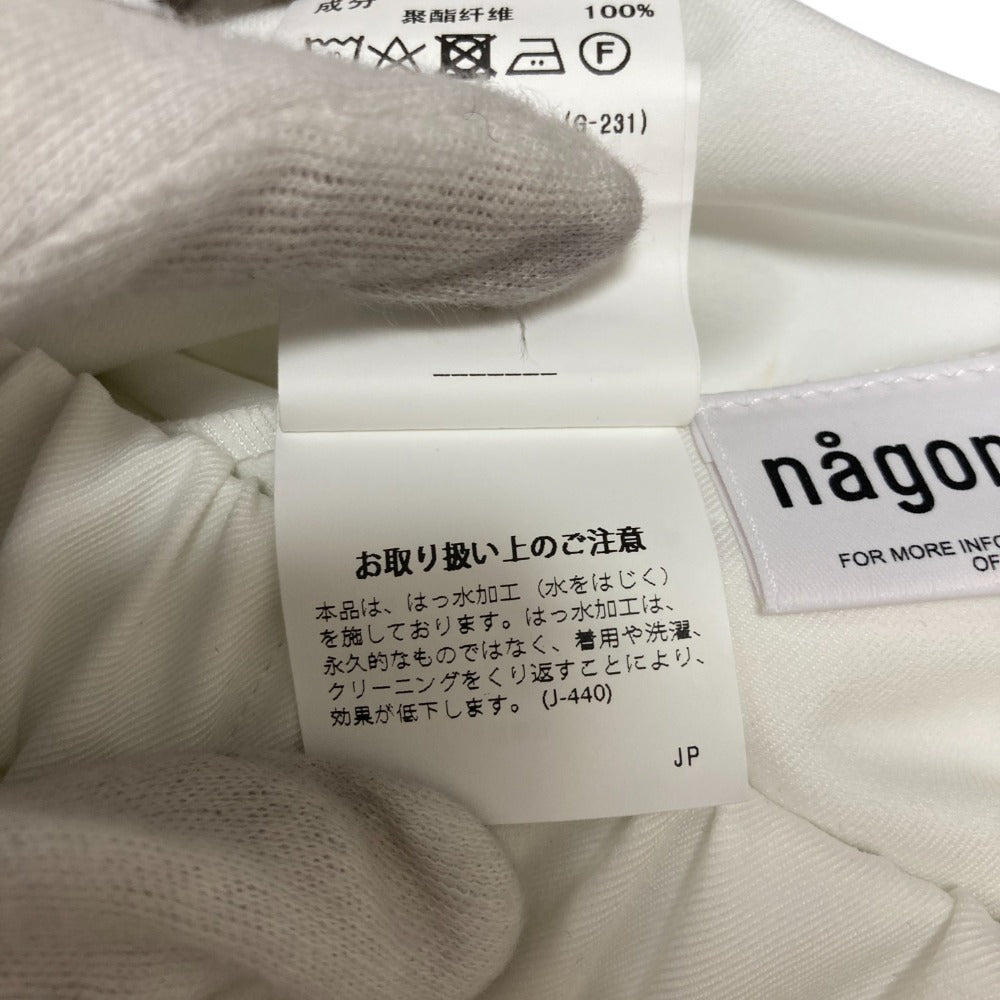 成分
聚酯纤维 100%
F
(G-231)
お取り扱い上のご注意
本品は、はっ水加工（水をはじく）
を施しております。はっ水加工は、
永久的なものではなく、着用や洗濯、
クリーニングをくり返すことにより、
効果が低下します。(J-440)
JP
någon
FOR MORE INFO
OF